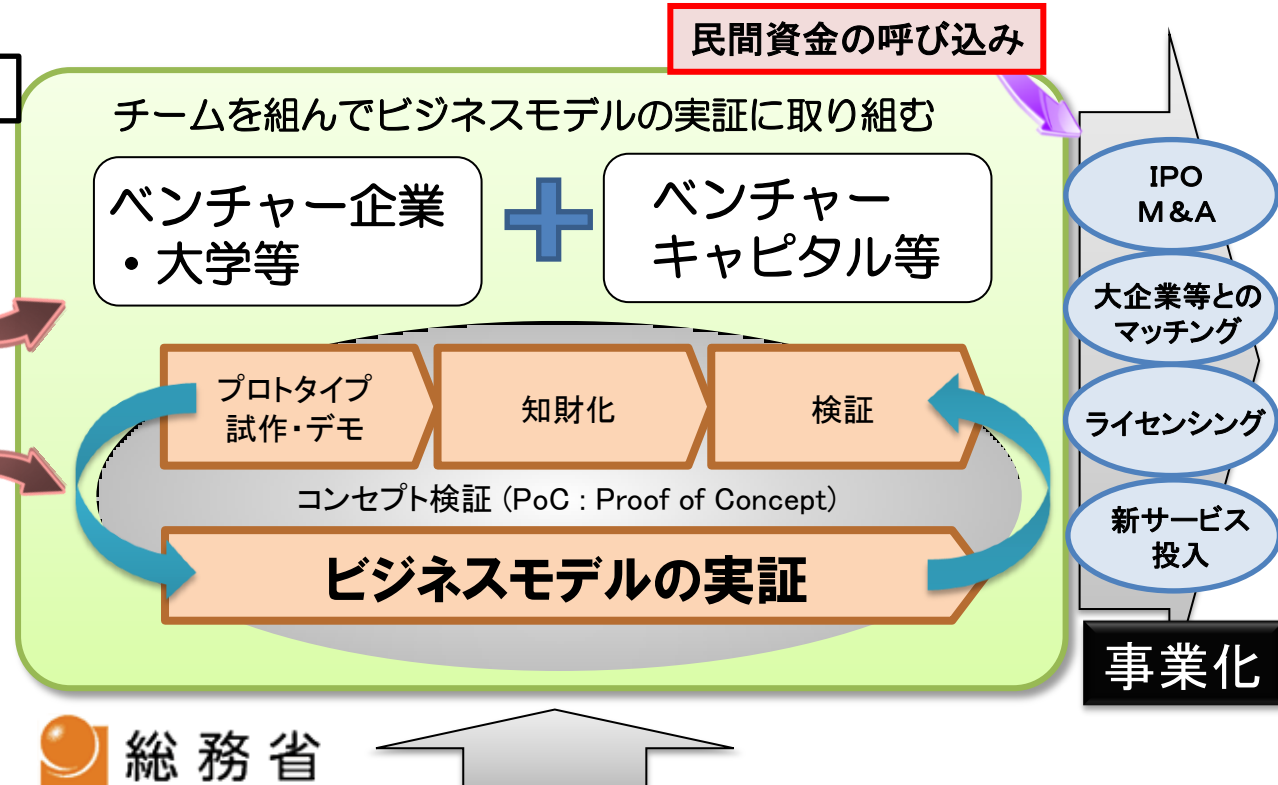 民間資金の呼び込み
チームを組んでビジネスモデルの実証に取り組む
ベンチャー企業
・大学等
ベンチャー
キャピタル等
プロトタイプ
試作・デモ
知財化
検証
コンセプト検証 (PoC : Proof of Concept)
ビジネスモデルの実証
IPO
M&A
大企業等との
マッチング
ライセンシング
新サービス
投入
事業化
総務省